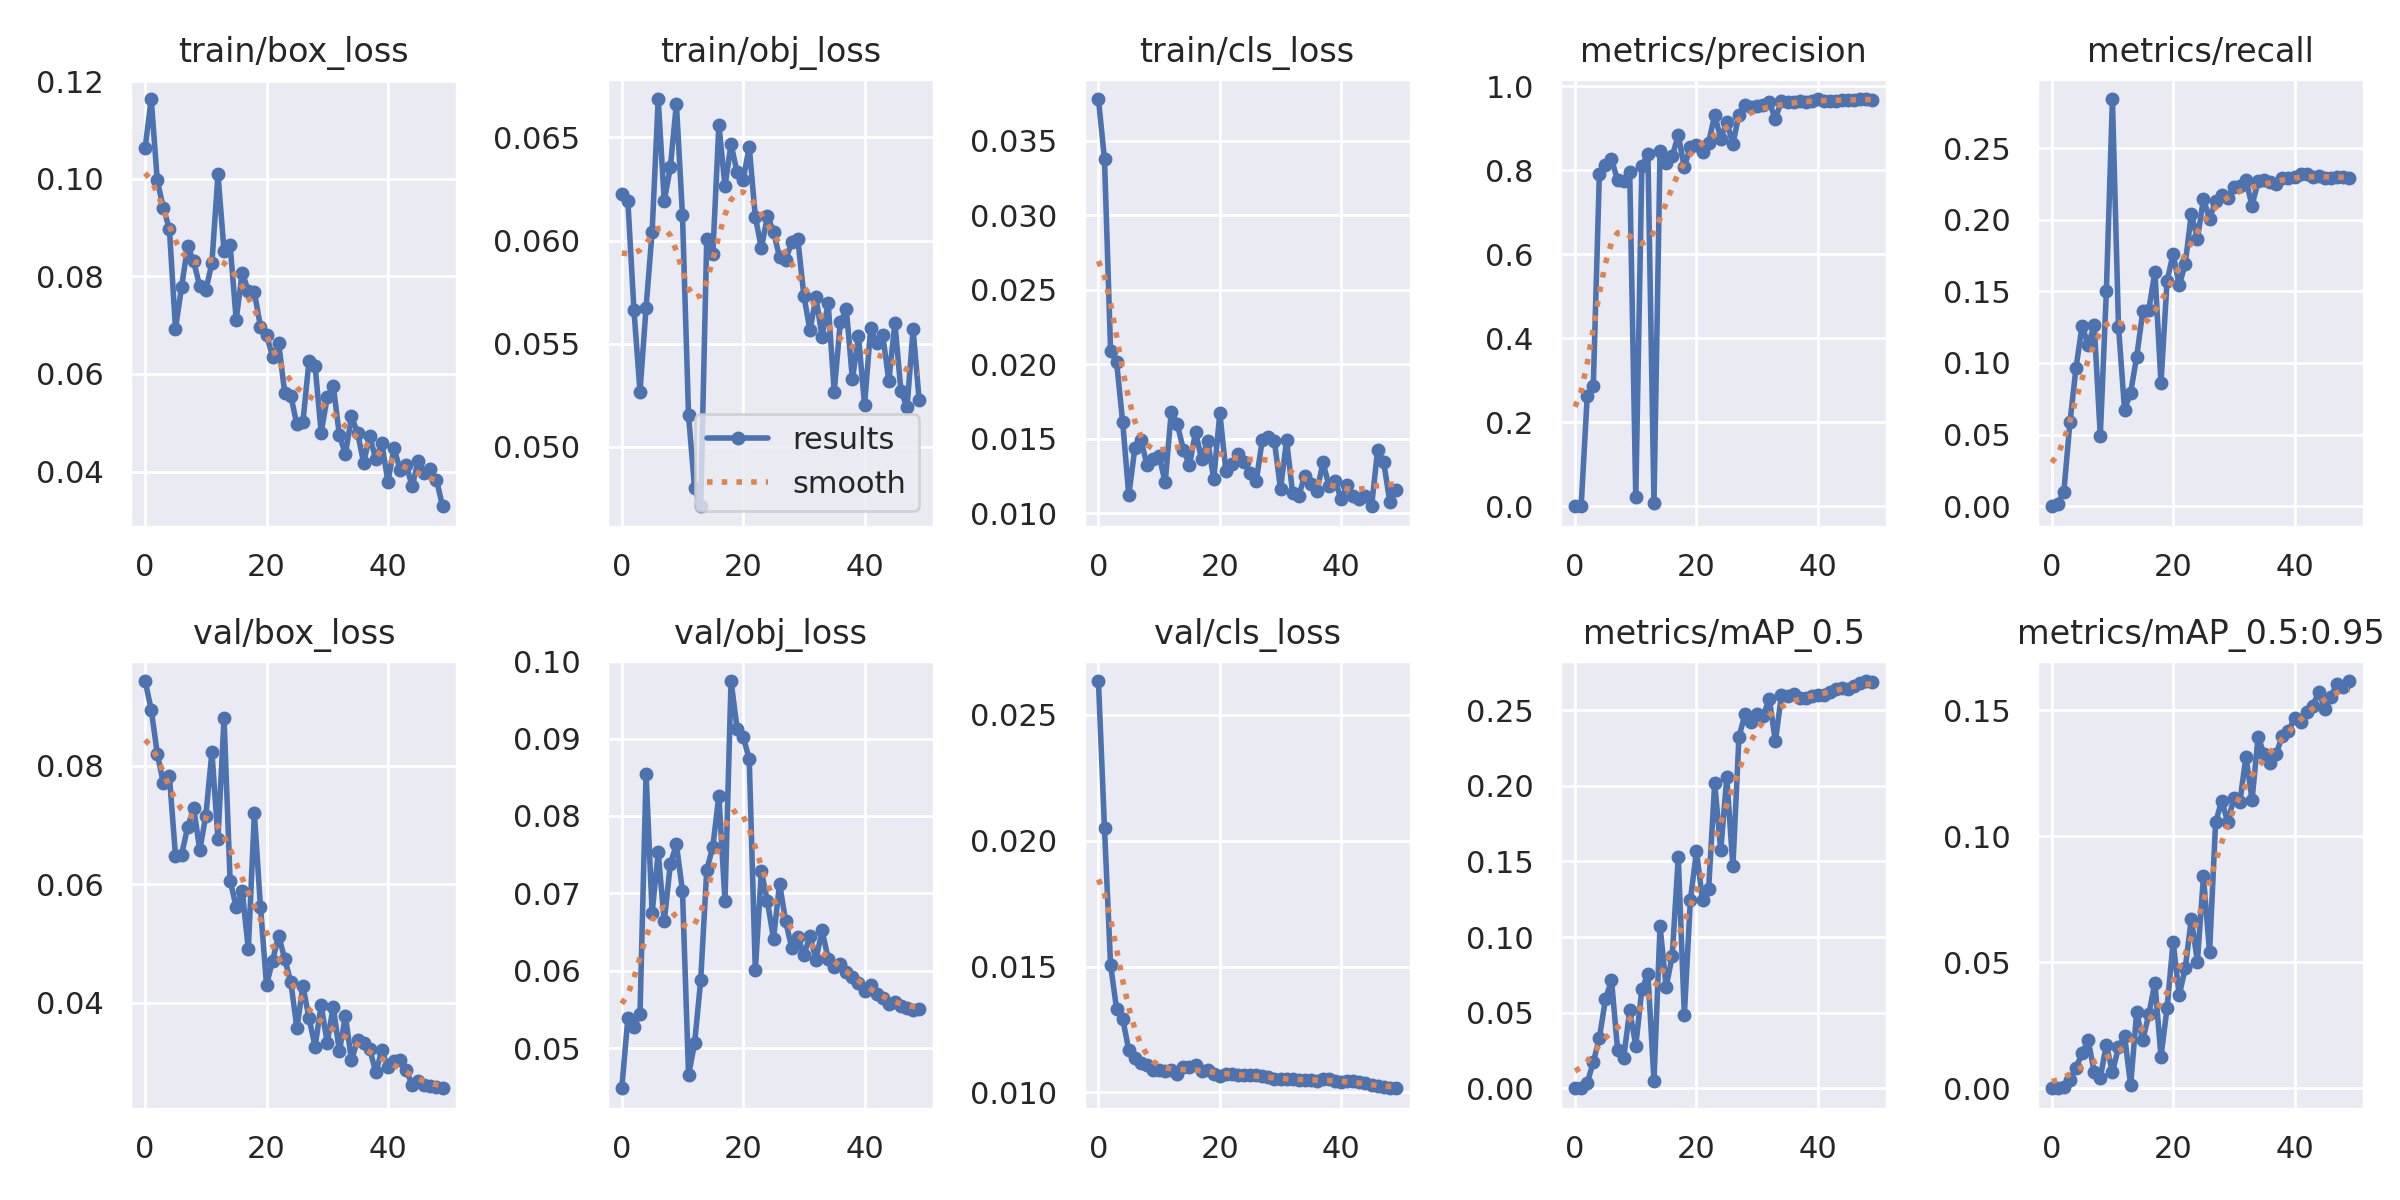 train/box_loss
train/obj_loss
train/cls_loss
metrics/precision
metrics/recall
0.12
0.10
0.08
0.06
0.04
0 20 40
0.065
0.060
0.055
0.050
results
smooth
0 20 40
0.035
0.030
0.025
0.020
0.015
0.010
0 20 40
1.0
0.8
0.6
0.4
0.2
0.0
0 20 40
0.25
0.20
0.15
0.10
0.05
0.00
0 20 40
val/box_loss
val/obj_loss
val/cls_loss
metrics/mAP_0.5
metrics/mAP_0.5:0.95
0.08
0.06
0.04
0 20 40
0.10
0.09
0.08
0.07
0.06
0.05
0 20 40
0.025
0.020
0.015
0.010
0 20 40
0.25
0.20
0.15
0.10
0.05
0.00
0 20 40
0.15
0.10
0.05
0.00
0 20 40